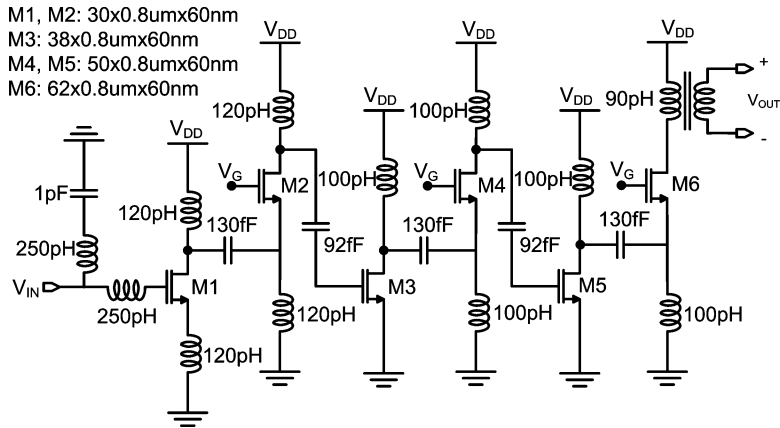 M1, M2: 30x0.8umx60nm
M3: 38x0.8umx60nm
M4, M5: 50x0.8umx60nm
M6: 62x0.8umx60nm
VDD
VDD
VDD
VDD
VDD
VDD
120pH
100pH
90pH
+
VOUT
-
1pF
VG
M2
100pH
VG
M4
100pH
VG
M6
120pH
130fF
92fF
130fF
92fF
130fF
250pH
VIN
M1
M3
M5
250pH
120pH
100pH
100pH
120pH